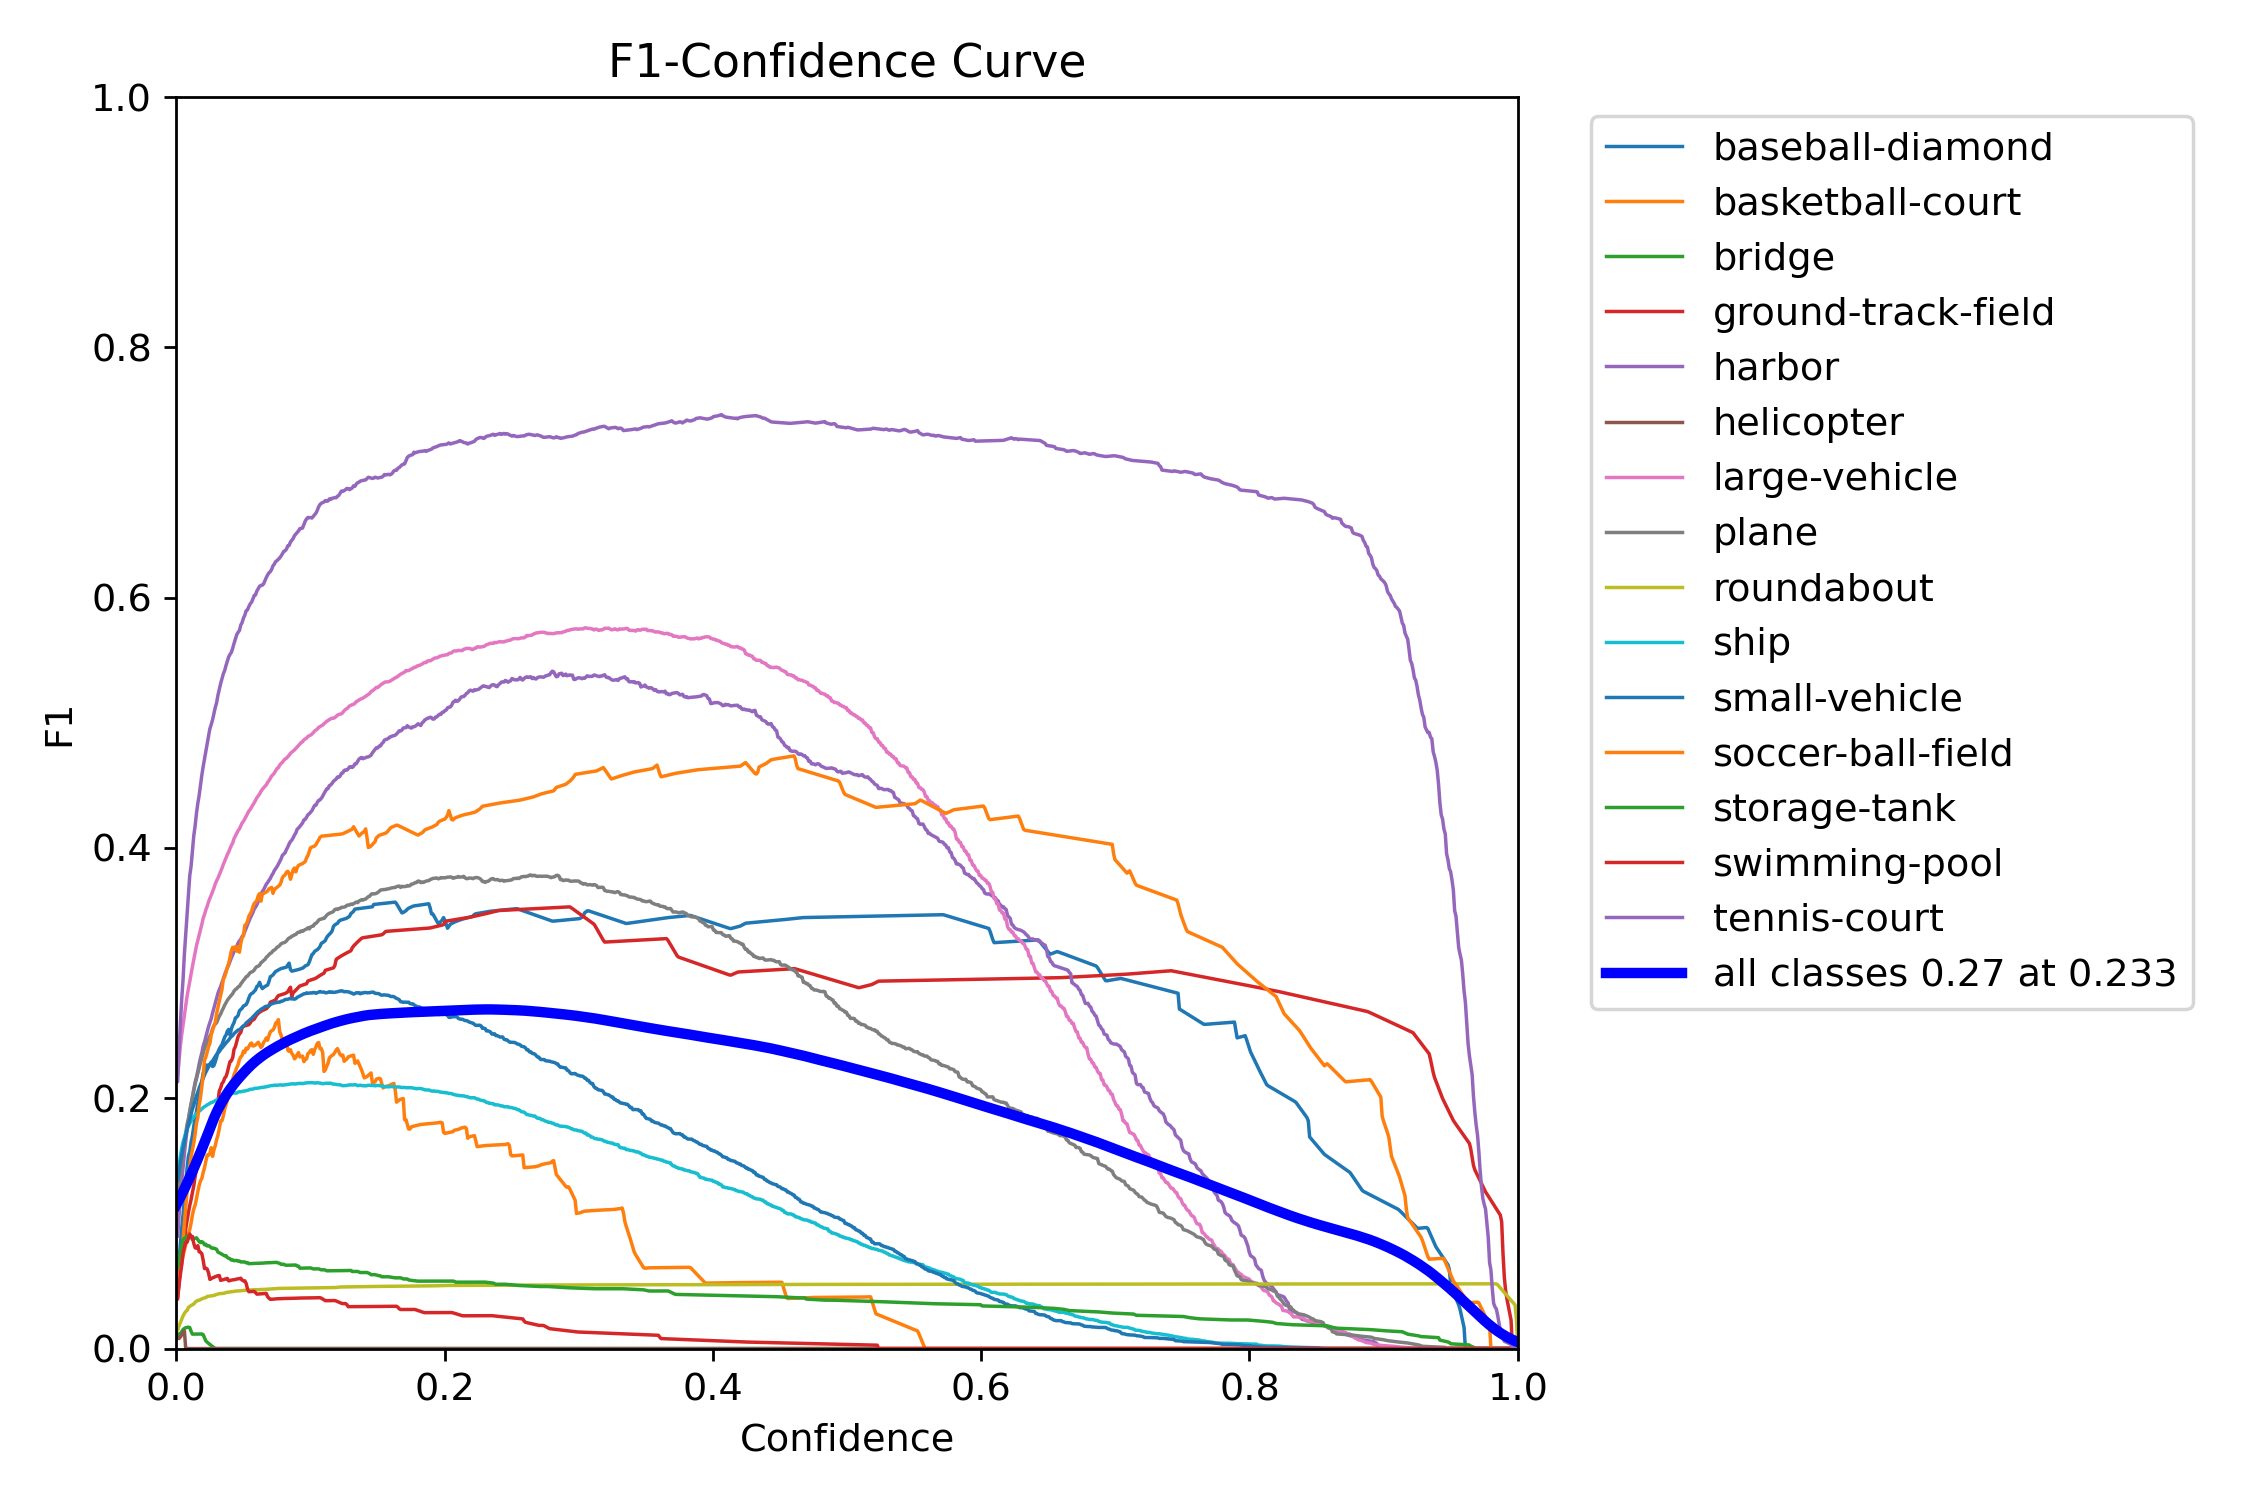 F1-Confidence Curve
1.0
0.8
0.6
0.4
0.2
0.0
F1
0.0 0.2 0.4 0.6 0.8 1.0
Confidence
baseball-diamond
basketball-court
bridge
ground-track-field
harbor
helicopter
large-vehicle
plane
roundabout
ship
small-vehicle
soccer-ball-field
storage-tank
swimming-pool
tennis-court
all classes 0.27 at 0.233